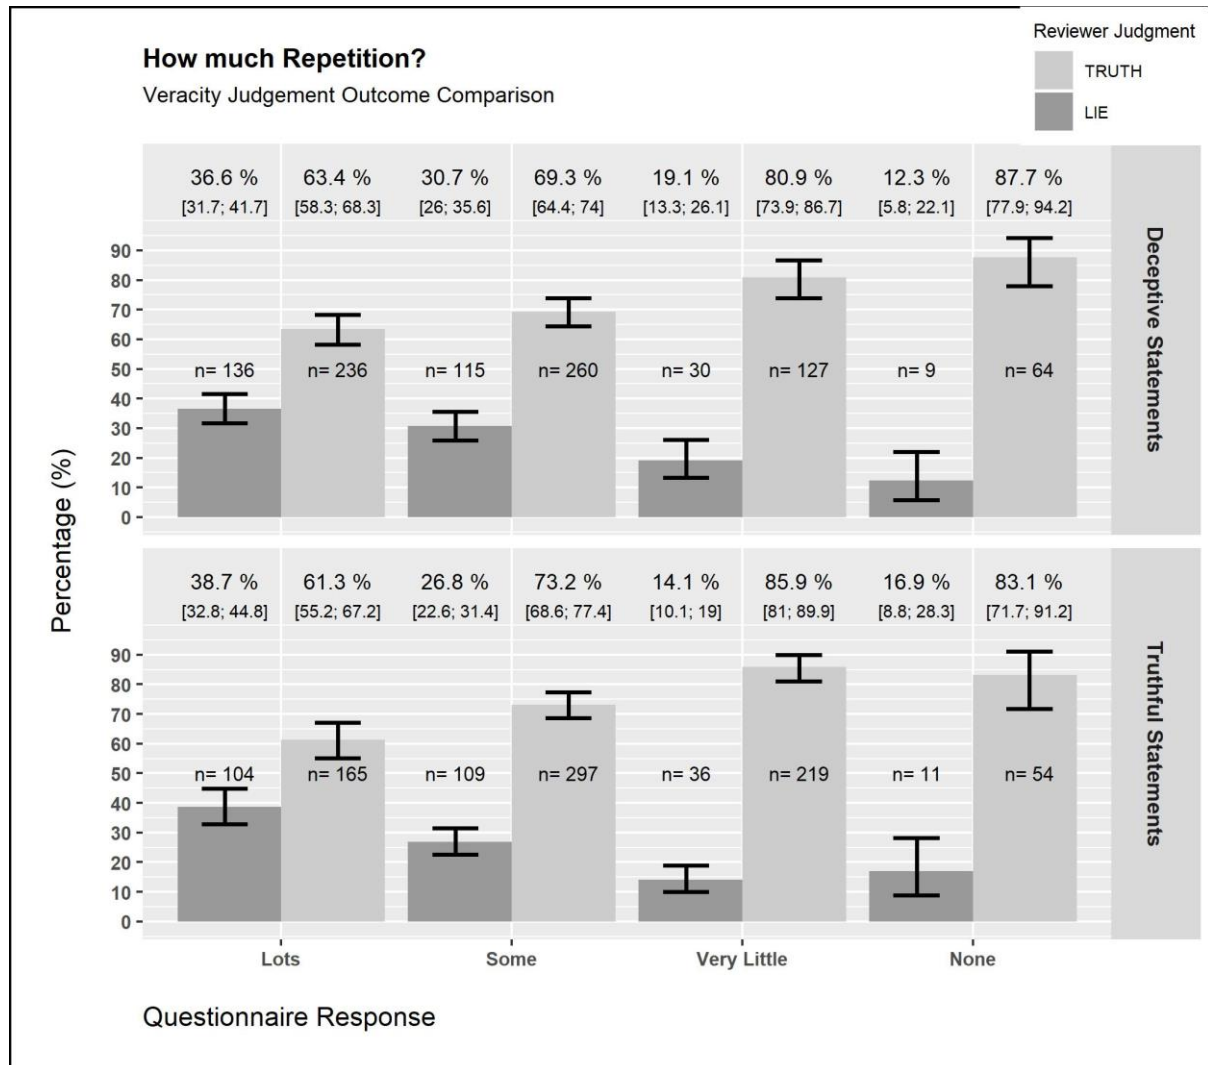 Reviewer Judgment
TRUTH
LIE
How much Repetition?
Veracity Judgement Outcome Comparison
36.6 % 63.4 % 30.7 % 69.3 % 19.1 % 80.9 % 12.3 % 87.7 %
[31.7; 41.7] [58.3; 68.3] [26; 35.6] [64.4; 74] [13.3; 26.1] [73.9; 86.7] [5.8; 22.1] [77.9; 94.2]
90
80
70
60
50
n= 136 n= 236 n= 115 n= 260 n= 30 n= 127 n= 9 n= 64
40
30
20
10
0
Deceptive Statements
Percentage (%)
38.7 % 61.3 % 26.8 % 73.2 % 14.1 % 85.9 % 16.9 % 83.1 %
[32.8; 44.8] [55.2; 67.2] [22.6; 31.4] [68.6; 77.4] [10.1; 19] [81; 89.9] [8.8; 28.3] [71.7; 91.2]
90
80
70
60
50
n= 104 n= 165 n= 109 n= 297 n= 36 n= 219 n= 11 n= 54
40
30
20
10
0
Truthful Statements
Lots Some Very Little None
Questionnaire Response